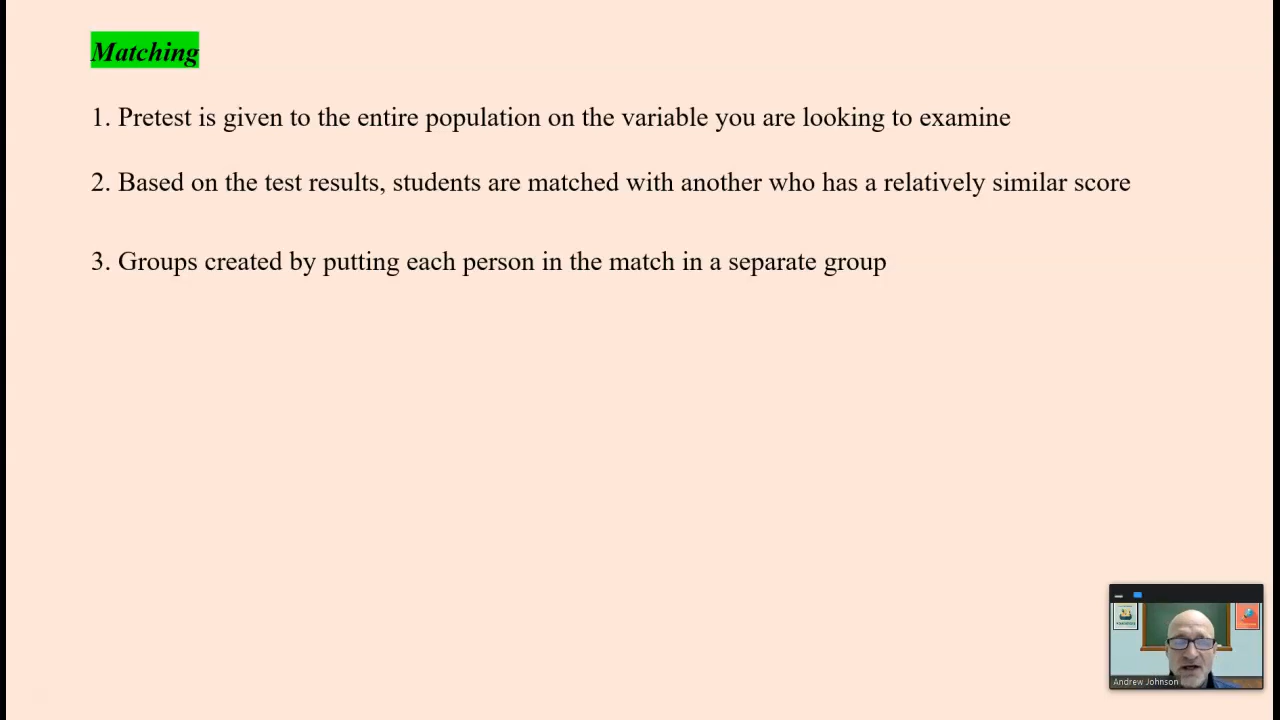 Matching
1. Pretest is given to the entire population on the variable you are looking to examine
2. Based on the test results, students are matched with another who has a relatively similar score
3. Groups created by putting each person in the match in a separate group
Andrew Johnson